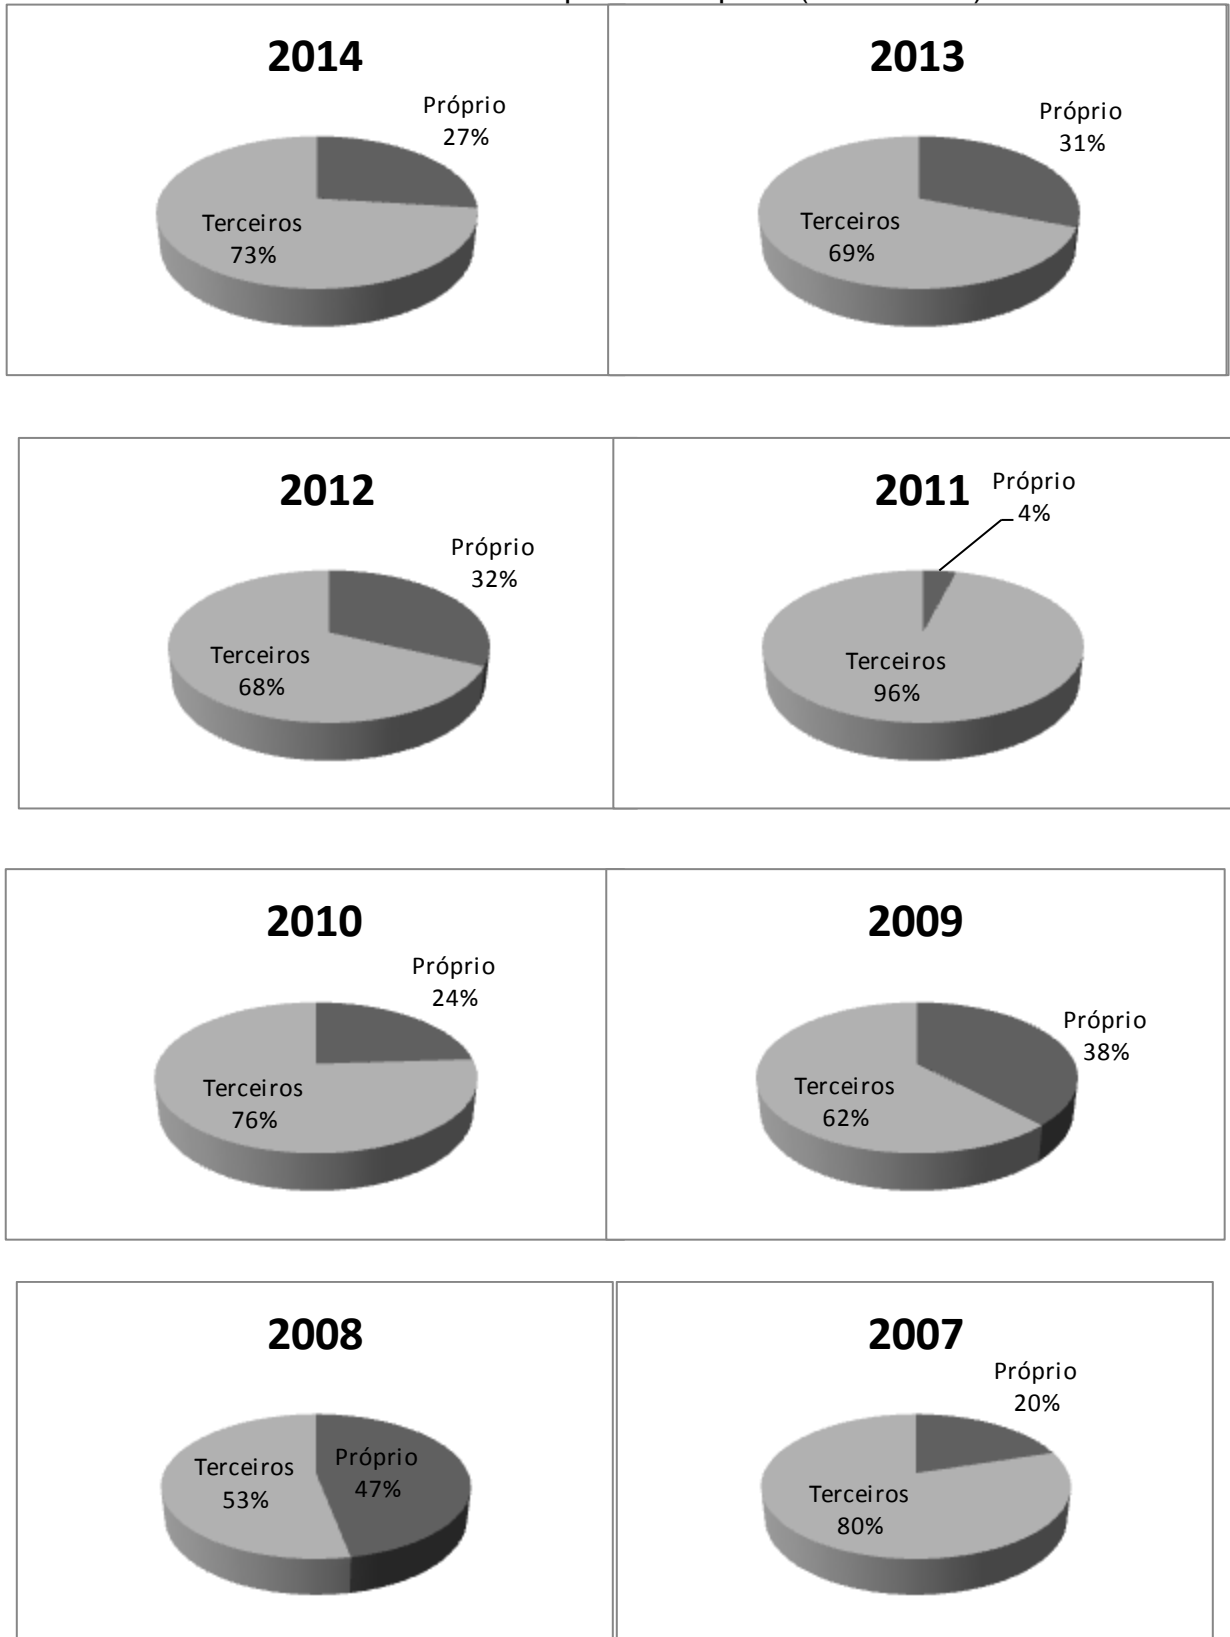 2014
Próprio
27%
Terceiros
73%
2013
Próprio
31%
Terceiros
69%
2012
Próprio
32%
Terceiros
68%
2011
Próprio
4%
Terceiros
96%
2010
Próprio
24%
Terceiros
76%
2009
Próprio
38%
Terceiros
62%
2008
Terceiros
53%
Próprio
47%
2007
Próprio
20%
Terceiros
80%